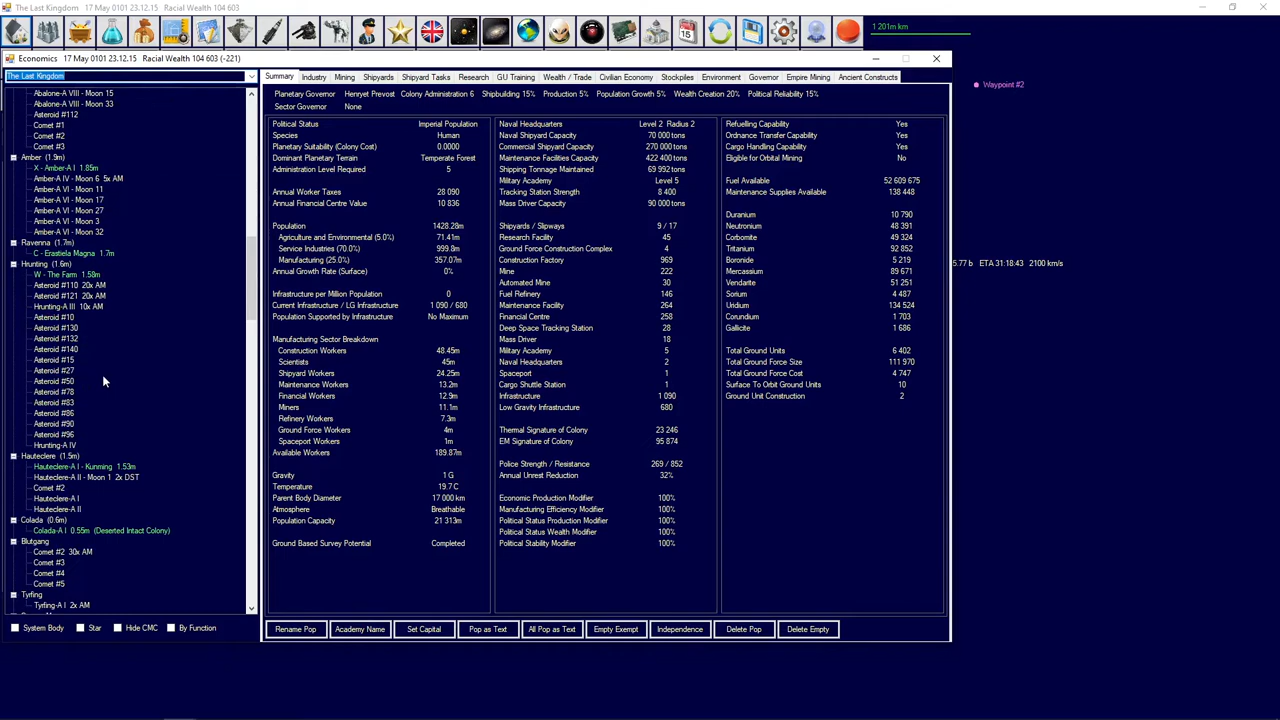 The Last Kingdom   17 May 0101 23.12.15   Racial Wealth 104 603
1 201m km
Economics   17 May 0101 23.12.15   Racial Wealth 104 603 (-221)
The Last Kingdom
Summary Industry Mining Shipyards Shipyard Tasks Research GU Training Wealth / Trade Civilian Economy Stockpiles Environment Governor Empire Mining Ancient Constructs
Abalone-A VIII - Moon 15
Abalone-A VIII - Moon 33
Asteroid #112
Comet #1
Comet #2
Comet #3
Amber (1.9m)
X - Amber-A I 1.85m
Amber-A IV - Moon 6 5x AM
Amber-A VI - Moon 11
Amber-A VI - Moon 17
Amber-A VI - Moon 27
Amber-A VI - Moon 3
Amber-A VI - Moon 32
Ravenna (1.7m)
C - Erastiela Magna 1.7m
Hrunting (1.6m)
W - The Farm 1.58m
Asteroid #110 20x AM
Asteroid #121 20x AM
Hrunting-A III 10x AM
Asteroid #10
Asteroid #130
Asteroid #132
Asteroid #140
Asteroid #15
Asteroid #27
Asteroid #50
Asteroid #78
Asteroid #83
Asteroid #86
Asteroid #90
Asteroid #96
Hrunting-A IV
Hauteclere (1.5m)
Hauteclere-A I - Kunming 1.53m
Hauteclere-A II - Moon 1 2x DST
Comet #2
Hauteclere-A I
Hauteclere-A II
Colada (0.6m)
Colada-A I 0.55m (Deserted Intact Colony)
Blutgang
Comet #2 30x AM
Comet #3
Comet #4
Comet #5
Tyrfing
Tyrfing-A I 2x AM
System Body Star Hide CMC By Function
Planetary Governor Henryet Prevost Colony Administration 6 Shipbuilding 15% Production 5% Population Growth 5% Wealth Creation 20% Political Reliability 15%
Sector Governor None
Political Status Imperial Population
Species Human
Planetary Suitability (Colony Cost) 0.0000
Dominant Planetary Terrain Temperate Forest
Administration Level Required 5
Annual Worker Taxes 28 090
Annual Financial Centre Value 10 836
Population 1428.28m
Agriculture and Environmental (5.0%) 71.41m
Service Industries (70.0%) 999.8m
Manufacturing (25.0%) 357.07m
Annual Growth Rate (Surface) 0%
Infrastructure per Million Population 0
Current Infrastructure / LG Infrastructure 1 090 / 680
Population Supported by Infrastructure No Maximum
Manufacturing Sector Breakdown
Construction Workers 48.45m
Scientists 45m
Shipyard Workers 24.25m
Maintenance Workers 13.2m
Financial Workers 12.9m
Miners 11.1m
Refinery Workers 7.3m
Ground Force Workers 4m
Spaceport Workers 1m
Available Workers 189.87m
Gravity 1 G
Temperature 19.7 C
Parent Body Diameter 17 000 km
Atmosphere Breathable
Population Capacity 21 313m
Ground Based Survey Potential Completed
Naval Headquarters Level 2 Radius 2
Naval Shipyard Capacity 70 000 tons
Commercial Shipyard Capacity 270 000 tons
Maintenance Facilities Capacity 422 400 tons
Shipping Tonnage Maintained 69 992 tons
Military Academy Level 5
Tracking Station Strength 8 400
Mass Driver Capacity 90 000 tons
Shipyards / Slipways 9 / 17
Research Facility 45
Ground Force Construction Complex 4
Construction Factory 969
Mine 222
Automated Mine 30
Fuel Refinery 146
Maintenance Facility 264
Financial Centre 258
Deep Space Tracking Station 28
Mass Driver 18
Military Academy 5
Naval Headquarters 2
Spaceport 1
Cargo Shuttle Station 1
Infrastructure 1 090
Low Gravity Infrastructure 680
Thermal Signature of Colony 23 246
EM Signature of Colony 95 874
Police Strength / Resistance 269 / 852
Annual Unrest Reduction 32%
Economic Production Modifier 100%
Manufacturing Efficiency Modifier 100%
Political Status Production Modifier 100%
Political Status Wealth Modifier 100%
Political Stability Modifier 100%
Refuelling Capability Yes
Ordnance Transfer Capability Yes
Cargo Handling Capability Yes
Eligible for Orbital Mining No
Fuel Available 52 609 675
Maintenance Supplies Available 138 448
Duranium 10 790
Neutronium 48 391
Corbomite 49 324
Tritanium 92 852
Boronide 5 219
Mercassium 89 671
Vendarite 51 251
Sorium 4 487
Uridium 134 524
Corundium 1 703
Gallicite 1 686
Total Ground Units 6 402
Total Ground Force Size 111 970
Total Ground Force Cost 4 747
Surface To Orbit Ground Units 10
Ground Unit Construction 2
Rename Pop Academy Name Set Capital Pop as Text All Pop as Text Empty Exempt Independence Delete Pop Delete Empty
Waypoint #2
5.77 b   ETA 31:18:43   2100 km/s